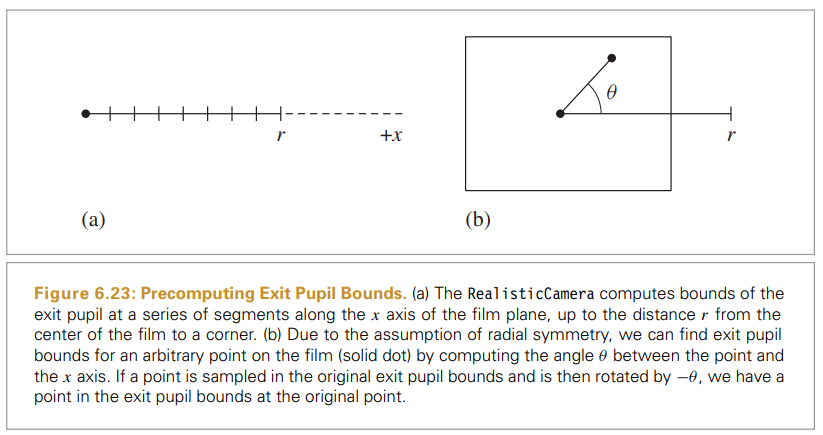 θ
r
+x
r
(a)
(b)
Figure 6.23: Precomputing Exit Pupil Bounds. (a) The RealisticCamera computes bounds of the
exit pupil at a series of segments along the x axis of the film plane, up to the distance r from the
center of the film to a corner. (b) Due to the assumption of radial symmetry, we can find exit pupil
bounds for an arbitrary point on the film (solid dot) by computing the angle θ between the point and
the x axis. If a point is sampled in the original exit pupil bounds and is then rotated by −θ, we have a
point in the exit pupil bounds at the original point.